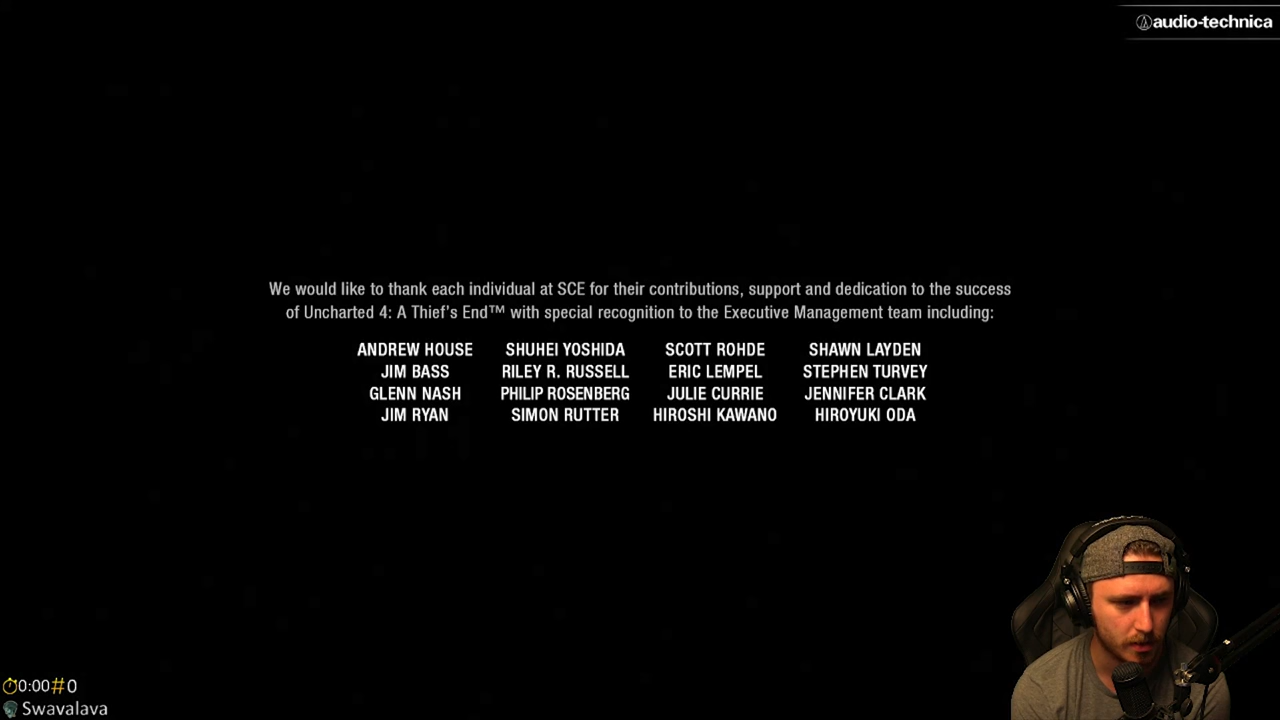 audio-technica
We would like to thank each individual at SCE for their contributions, support and dedication to the success
of Uncharted 4: A Thief's End™ with special recognition to the Executive Management team including:
ANDREW HOUSE SHUHEI YOSHIDA SCOTT ROHDE SHAWN LAYDEN
JIM BASS RILEY R. RUSSELL ERIC LEMPEL STEPHEN TURVEY
GLENN NASH PHILIP ROSENBERG JULIE CURRIE JENNIFER CLARK
JIM RYAN SIMON RUTTER HIROSHI KAWANO HIROYUKI ODA
0:00#0
Swavalava